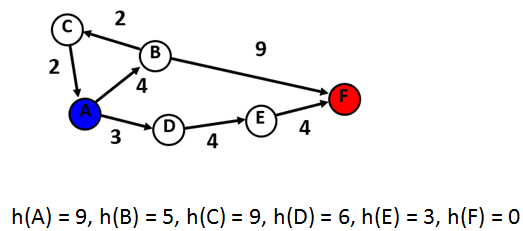 C
2
B
9
2
4
A
F
3
D
4
E
4
h(A) = 9, h(B) = 5, h(C) = 9, h(D) = 6, h(E) = 3, h(F) = 0